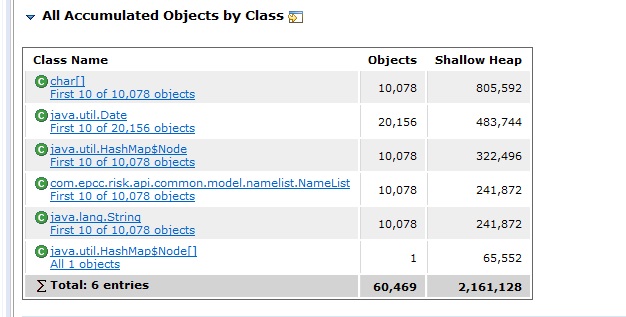 All Accumulated Objects by Class
Class Name Objects Shallow Heap
char[]
First 10 of 10,078 objects 10,078 805,592
java.util.Date
First 10 of 20,156 objects 20,156 483,744
java.util.HashMap$Node
First 10 of 10,078 objects 10,078 322,496
com.epcc.risk.api.common.model.namelist.NameList
First 10 of 10,078 objects 10,078 241,872
java.lang.String
First 10 of 10,078 objects 10,078 241,872
java.util.HashMap$Node[]
All 1 objects 1 65,552
Σ Total: 6 entries 60,469 2,161,128